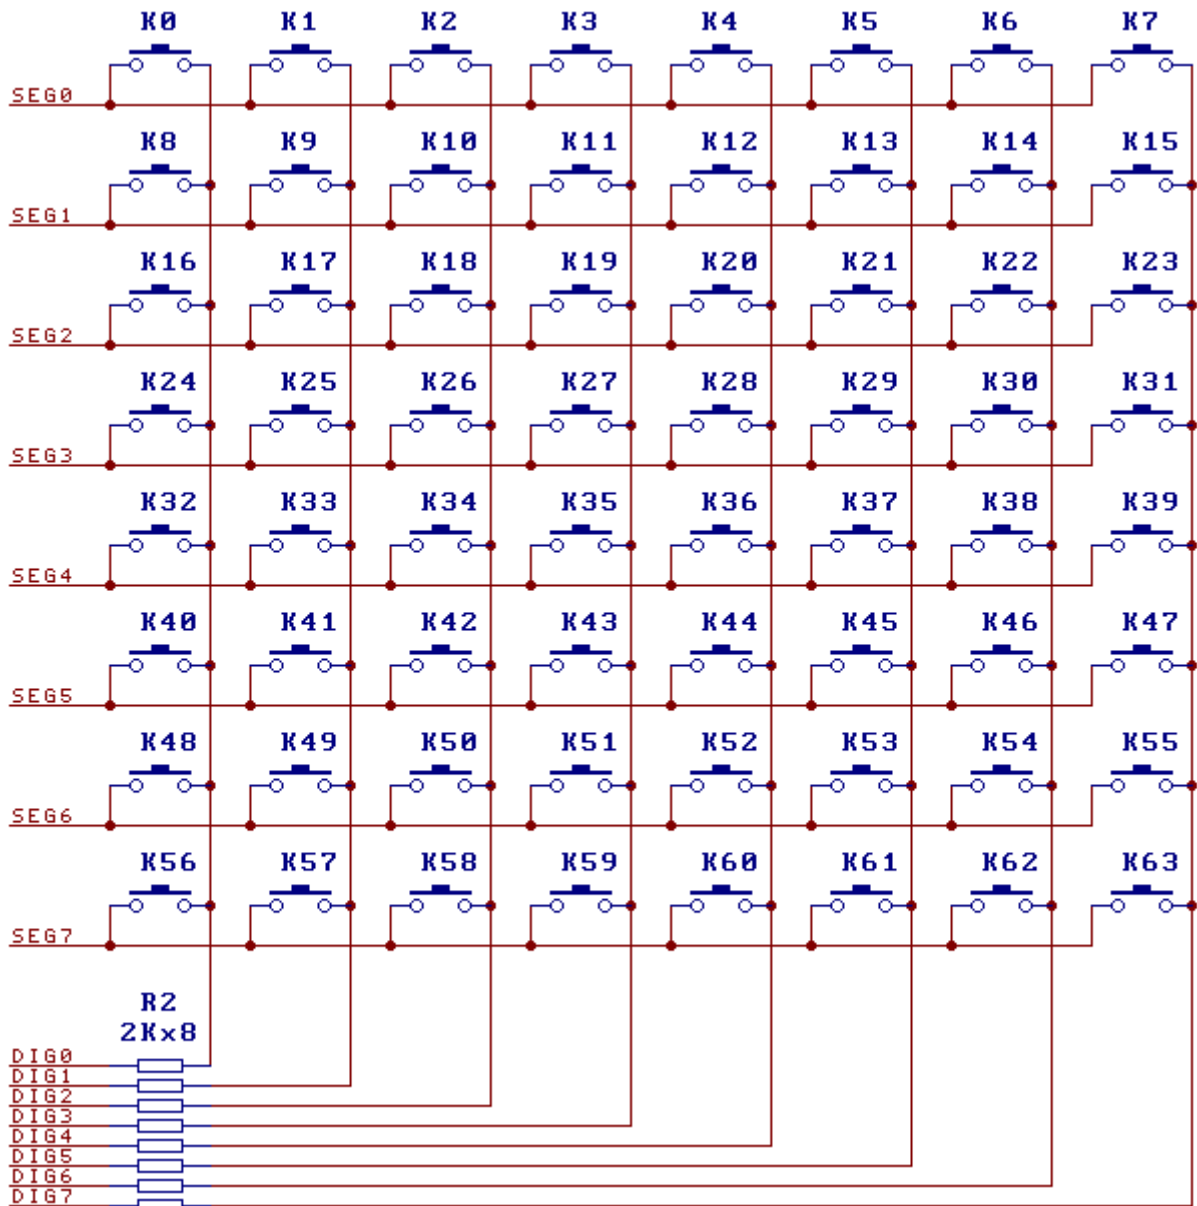 K0 K1 K2 K3 K4 K5 K6 K7
SEG0
K8 K9 K10 K11 K12 K13 K14 K15
SEG1
K16 K17 K18 K19 K20 K21 K22 K23
SEG2
K24 K25 K26 K27 K28 K29 K30 K31
SEG3
K32 K33 K34 K35 K36 K37 K38 K39
SEG4
K40 K41 K42 K43 K44 K45 K46 K47
SEG5
K48 K49 K50 K51 K52 K53 K54 K55
SEG6
K56 K57 K58 K59 K60 K61 K62 K63
SEG7
R2
2Kx8
DIG0
DIG1
DIG2
DIG3
DIG4
DIG5
DIG6
DIG7